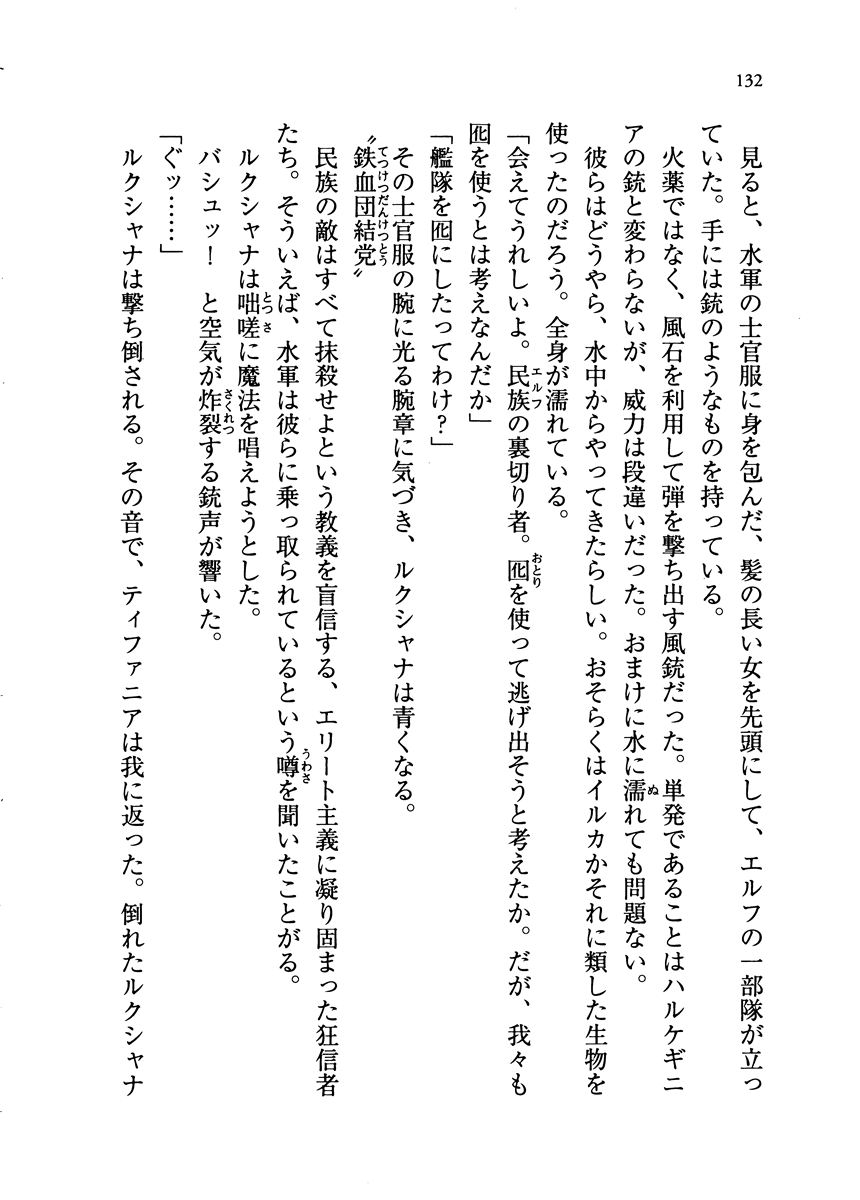 132
見ると、水軍の士官服に身を包んだ、髪の長い女を先頭にして、エルフの一部隊が立っ
ていた。手には銃のようなものを持っている。
火薬ではなく、風石を利用して弾を撃ち出す風銃だった。単発であることはハルケギニ
アの銃と変わらないが、威力は段違いだった。おまけに水に濡れても問題ない。
彼らはどうやら、水中からやってきたらしい。おそらくはイルカかそれに類した生物を
使ったのだろう。全身が濡れている。
「会えてうれしいよ。民族の裏切り者。囮を使って逃げ出そうと考えたか。だが、我々も
囮を使うとは考えなんだか」
「艦隊を囮にしたってわけ？」
その士官服の腕に光る腕章に気づき、ルクシャナは青くなる。
〝鉄血団結党〟
民族の敵はすべて抹殺せよという教義を盲信する、エリート主義に凝り固まった狂信者
たち。そういえば、水軍は彼らに乗っ取られているという噂を聞いたことがる。
ルクシャナは咄嗟に魔法を唱えようとした。
バシュッ！　と空気が炸裂する銃声が響いた。
「ぐッ……」
ルクシャナは撃ち倒される。その音で、ティファニアは我に返った。倒れたルクシャナ